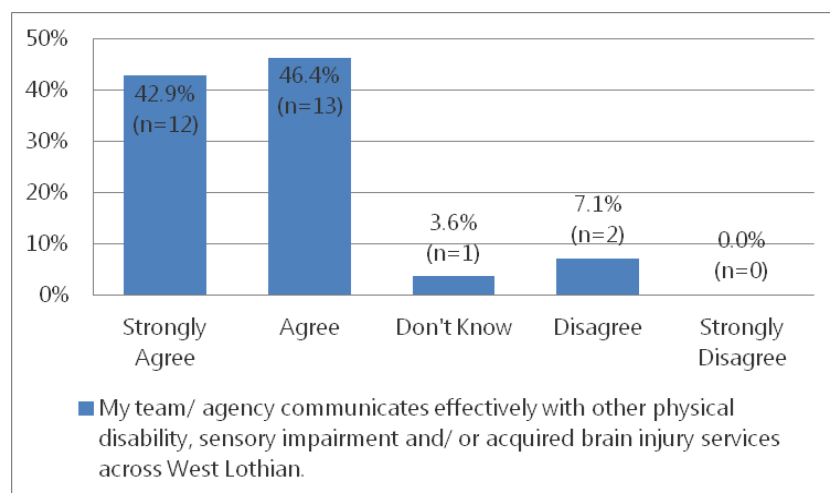 50%
40%
30%
20%
10%
0%
42.9%
(n=12)
46.4%
(n=13)
3.6%
(n=1)
7.1%
(n=2)
0.0%
(n=0)
Strongly
Agree
Agree
Don't Know
Disagree
Strongly
Disagree
My team/ agency communicates effectively with other physical
disability, sensory impairment and/ or acquired brain injury services
across West Lothian.